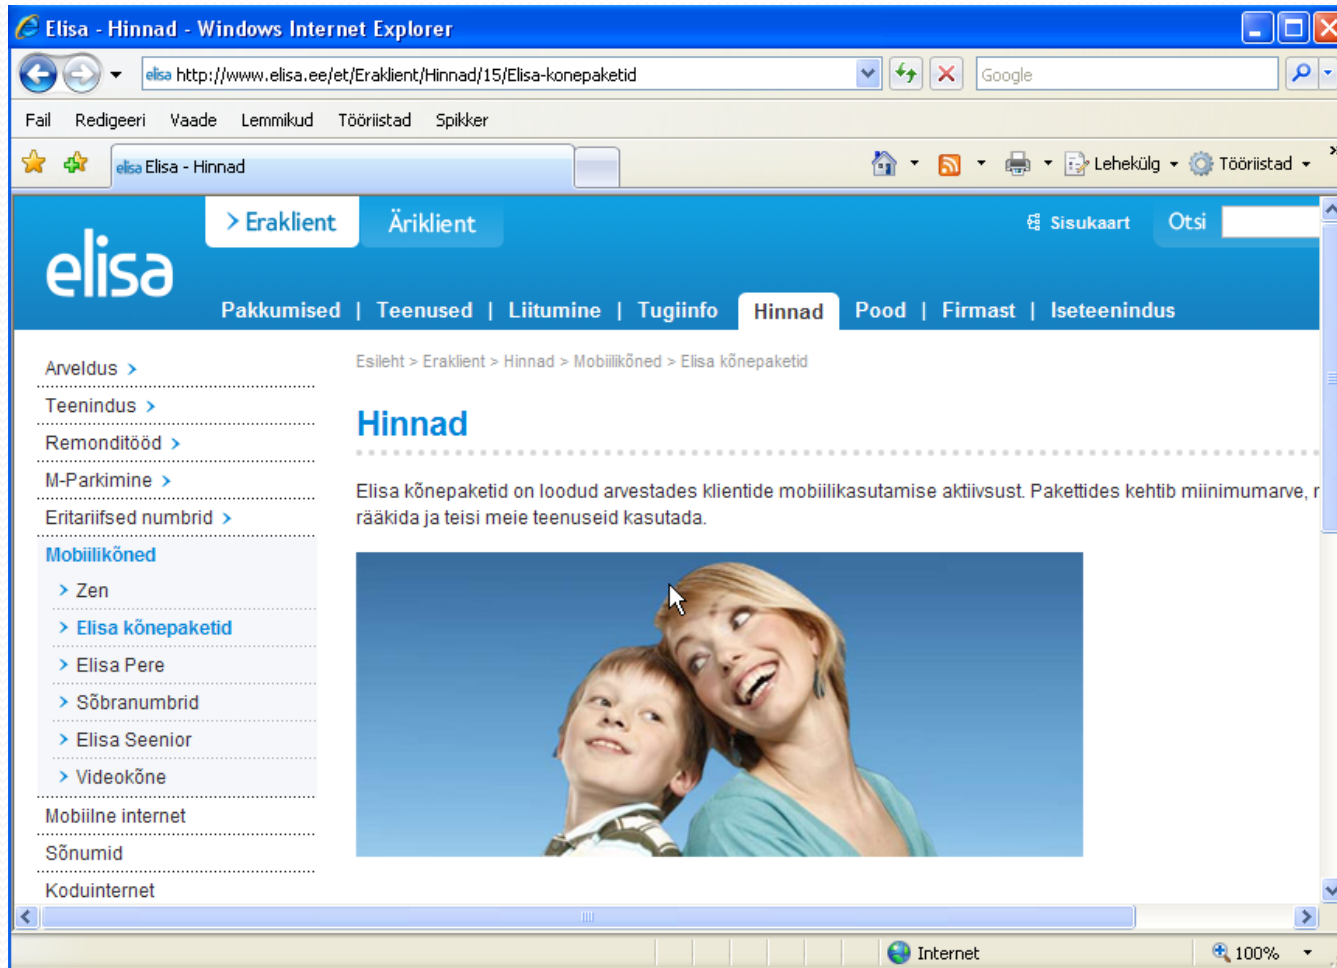 Elisa - Hinnad - Windows Internet Explorer
elisa http://www.elisa.ee/et/Eraklient/Hinnad/15/Elisa-konepaketid Google
Fail Redigeeri Vaade Lemmikud Tööriistad Spikker
elisa Elisa - Hinnad Lehekülg Tööriistad
> Eraklient Äriklient Sisukaart Otsi
elisa
Pakkumised | Teenused | Liitumine | Tugiinfo Hinnad Pood | Firmast | Iseteenindus
Esileht > Eraklient > Hinnad > Mobiilikõned > Elisa kõnepaketid
Arveldus >
Teenindus >
Remonditööd >
M-Parkimine >
Eritariifsed numbrid >
Mobiilikõned
> Zen
> Elisa kõnepaketid
> Elisa Pere
> Sõbranumbrid
> Elisa Seenior
> Videokõne
Mobiilne internet
Sõnumid
Koduinternet
Hinnad
Elisa kõnepaketid on loodud arvestades klientide mobiilikasutamise aktiivsust. Pakettides kehtib miinimumarve,
rääkida ja teisi meie teenuseid kasutada.
Internet 100%